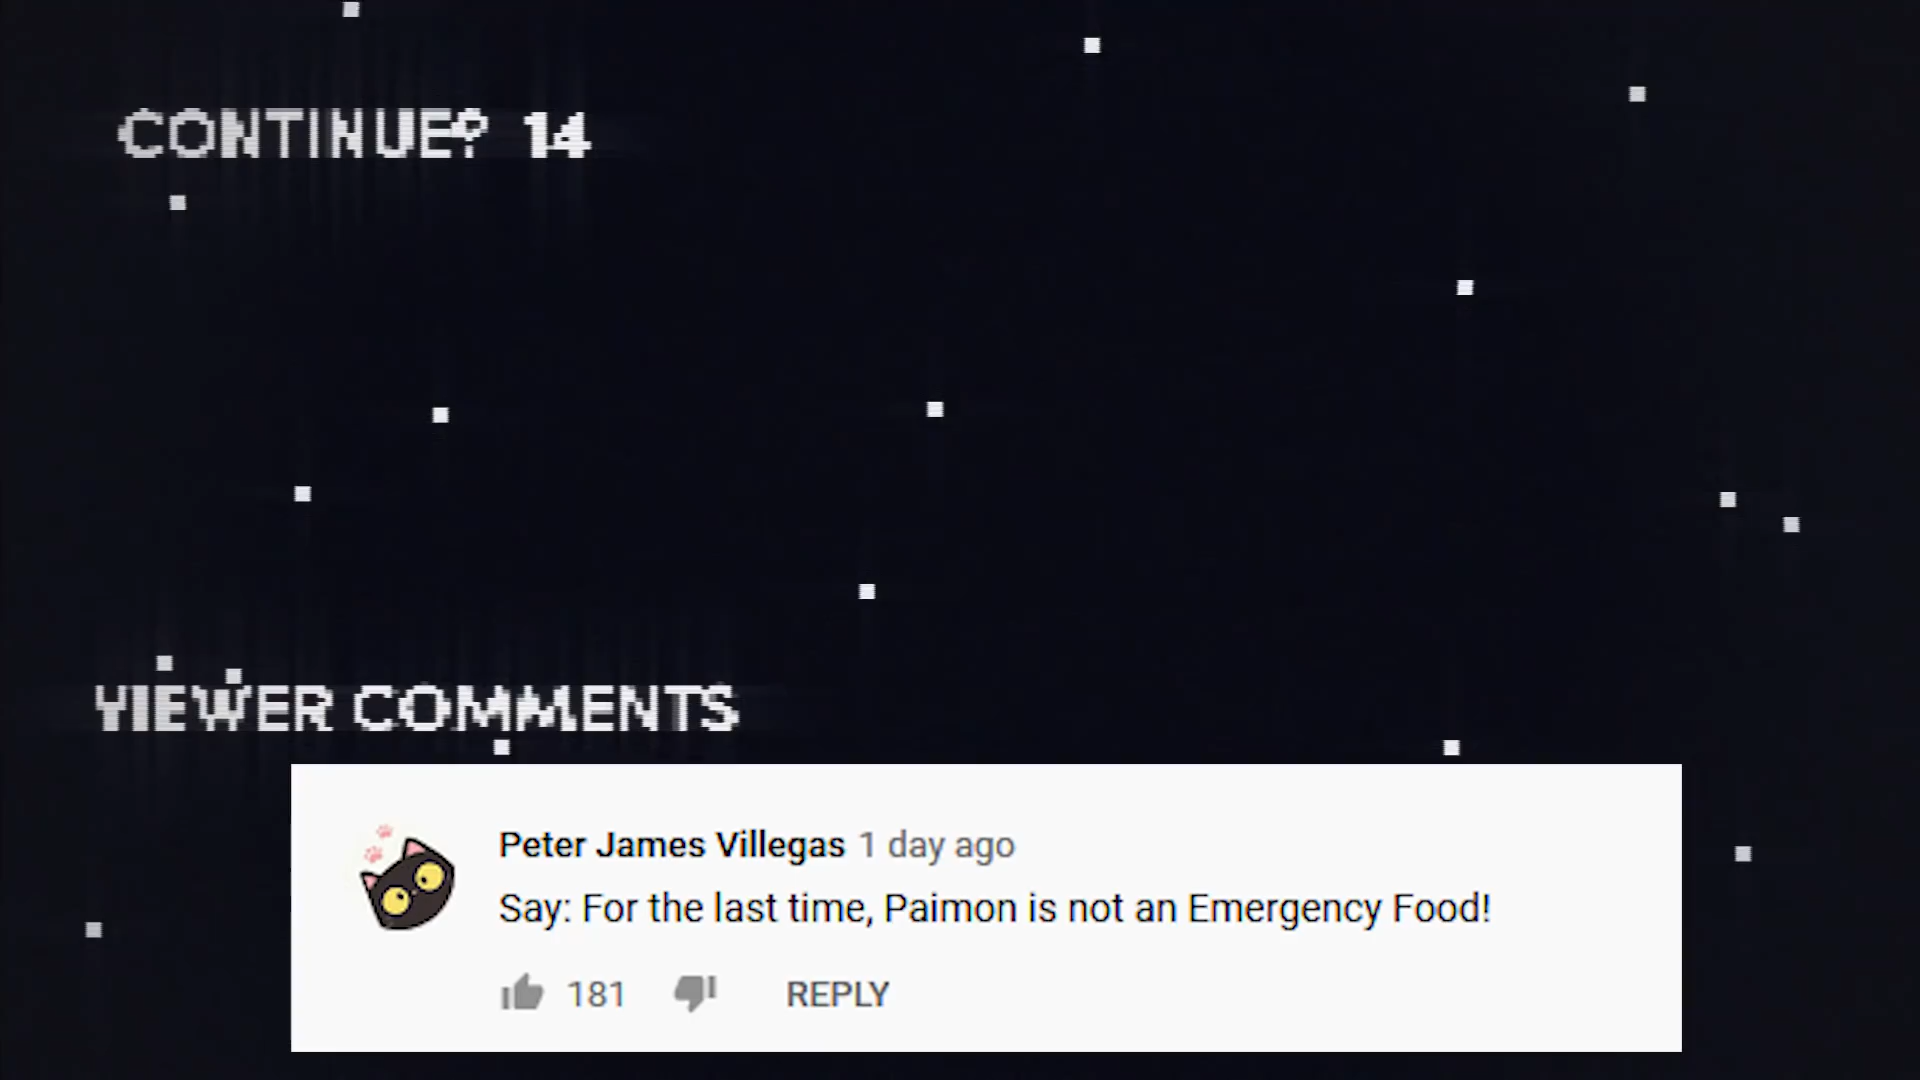 CONTINUE? 14
VIEWER COMMENTS
Peter James Villegas 1 day ago
Say: For the last time, Paimon is not an Emergency Food!
181 REPLY